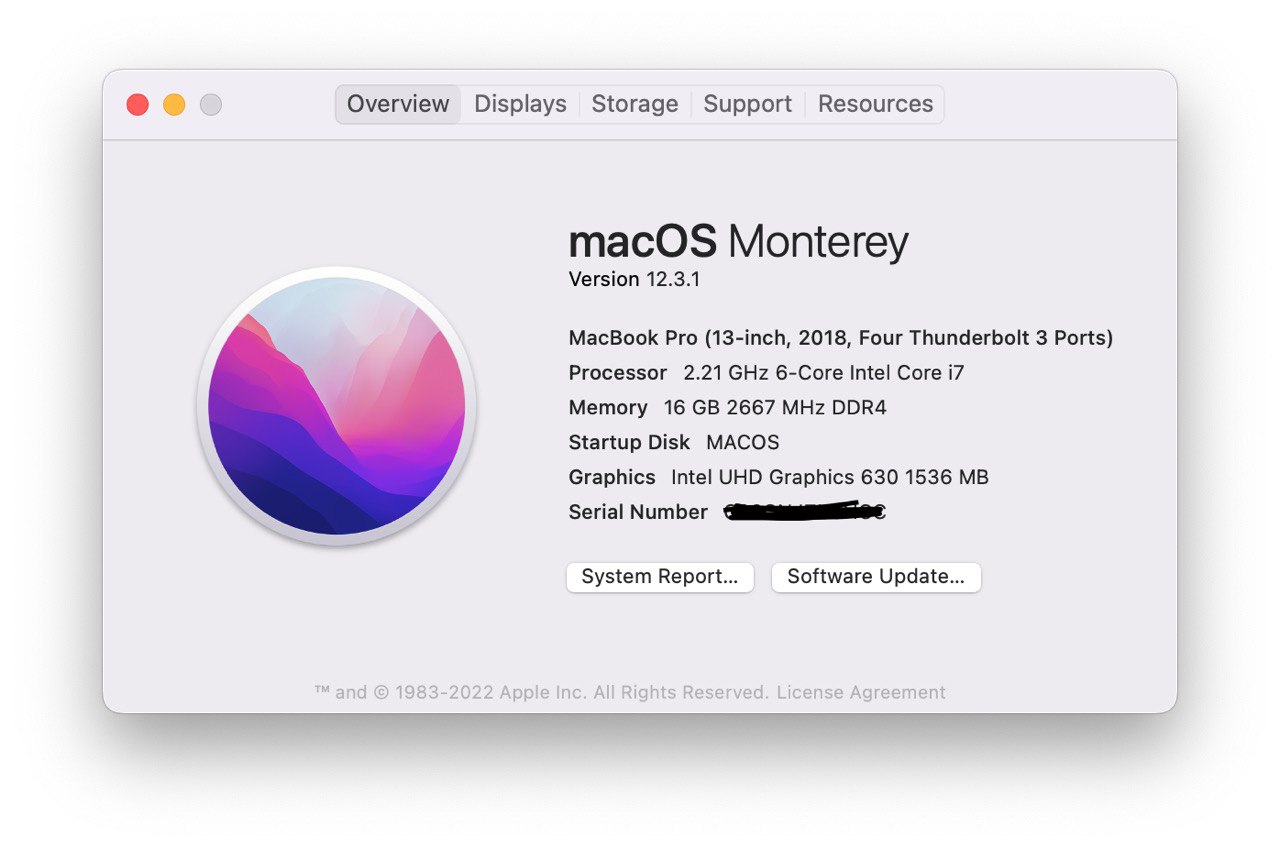 Overview Displays Storage Support Resources
macOS Monterey
Version 12.3.1
MacBook Pro (13-inch, 2018, Four Thunderbolt 3 Ports)
Processor 2.21 GHz 6-Core Intel Core i7
Memory 16 GB 2667 MHz DDR4
Startup Disk MACOS
Graphics Intel UHD Graphics 630 1536 MB
Serial Number
System Report... Software Update...
™ and © 1983-2022 Apple Inc. All Rights Reserved. License Agreement